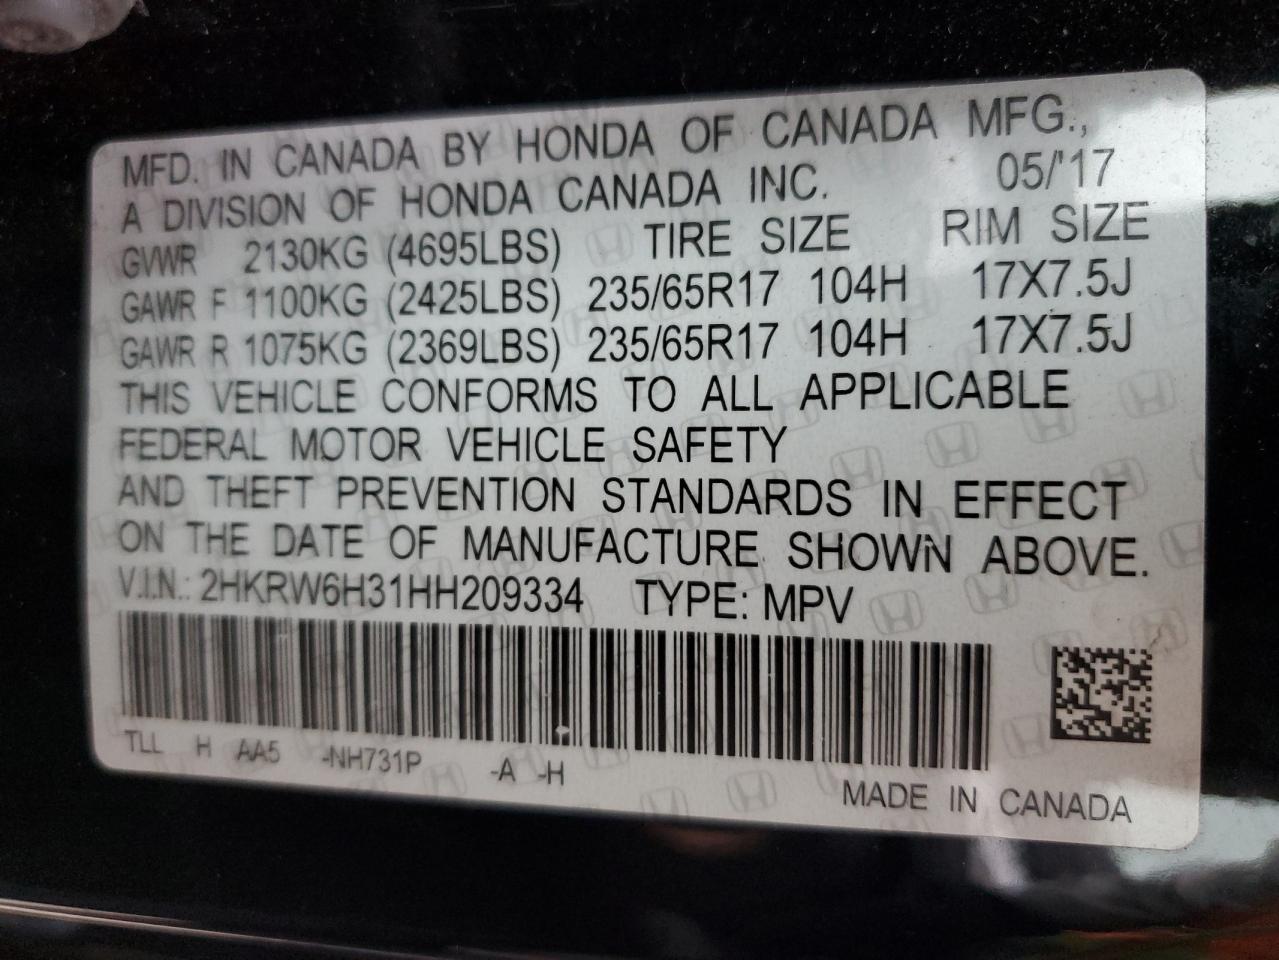 MFD. IN CANADA BY HONDA OF CANADA MFG.,
A DIVISION OF HONDA CANADA INC. 05/'17
GVWR 2130KG (4695LBS) TIRE SIZE RIM SIZE
GAWR F 1100KG (2425LBS) 235/65R17 104H 17X7.5J
GAWR R 1075KG (2369LBS) 235/65R17 104H 17X7.5J
THIS VEHICLE CONFORMS TO ALL APPLICABLE
FEDERAL MOTOR VEHICLE SAFETY
AND THEFT PREVENTION STANDARDS IN EFFECT
ON THE DATE OF MANUFACTURE SHOWN ABOVE.
V.I.N.: 2HKRW6H31HH209334 TYPE: MPV
TLL H AA5 -NH731P -A -H
MADE IN CANADA